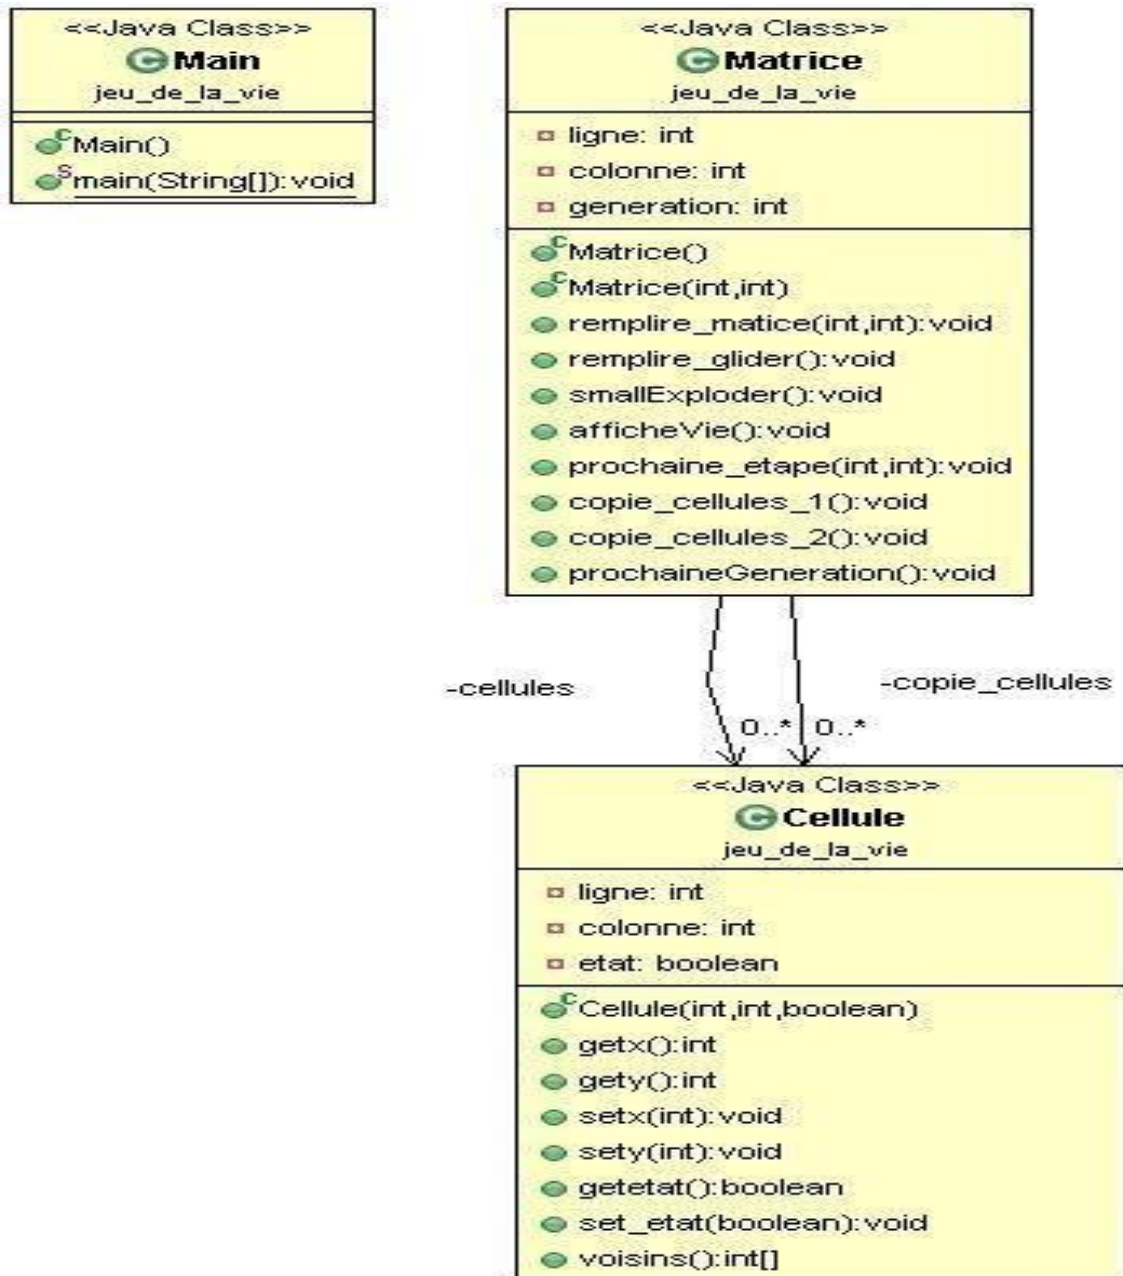 <<Java Class>>
Main
jeu_de_la_vie
Main()
main(String[]):void
<<Java Class>>
Matrice
jeu_de_la_vie
ligne: int
colonne: int
generation: int
Matrice()
Matrice(int,int)
remplire_matice(int,int):void
remplire_glider():void
smallExploder():void
afficheVie():void
prochaine_etape(int,int):void
copie_cellules_1():void
copie_cellules_2():void
prochaineGeneration():void
-cellules
-copie_cellules
0..* 0..*
<<Java Class>>
Cellule
jeu_de_la_vie
ligne: int
colonne: int
etat: boolean
Cellule(int,int,boolean)
getx():int
gety():int
setx(int):void
sety(int):void
getetat():boolean
set_etat(boolean):void
voisins():int[]